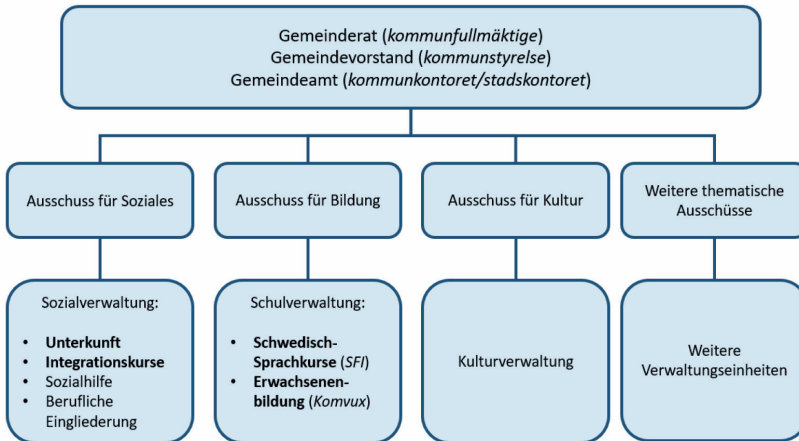 Gemeinderat (kommunfullmäktige)
Gemeindevorstand (kommunstyrelse)
Gemeindeamt (kommunkontoret/stadskontoret)
Ausschuss für Soziales
Ausschuss für Bildung
Ausschuss für Kultur
Weitere thematische
Ausschüsse
Sozialverwaltung:
• Unterkunft
• Integrationskurse
• Sozialhilfe
• Berufliche
Eingliederung
Schulverwaltung:
• Schwedisch-
Sprachkurse (SFI)
• Erwachsenen-
bildung (Komvux)
Kulturverwaltung
Weitere
Verwaltungseinheiten